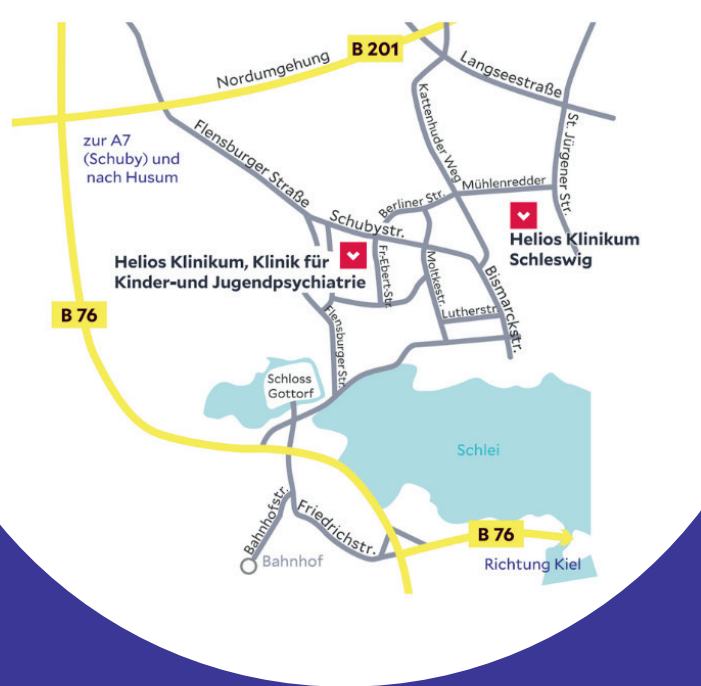 B 201
Nordumgehung
Langseestraße
zur A7
(Schuby) und
nach Husum
Flensburger Straße
Kattenhuder Weg
St. Jürgener Str.
Mühlenredder
Berliner Str.
Schubystr.
Helios Klinikum
Schleswig
Helios Klinikum, Klinik für
Kinder-und Jugendpsychiatrie
Fr.-Ebert-Str.
Moltkestr.
Bismarckstr.
Lutherstr.
B 76
Flensburger Str.
Schloss
Gottorf
Schlei
Bahnhofstr.
Friedrichstr.
B 76
Bahnhof
Richtung Kiel